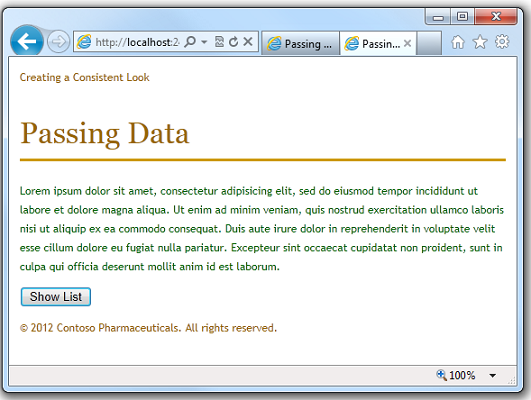 http://localhost:2
Passing ...
Passin...
Creating a Consistent Look
Passing Data
Lorem ipsum dolor sit amet, consectetur adipisicing elit, sed do eiusmod tempor incididunt ut
labore et dolore magna aliqua. Ut enim ad minim veniam, quis nostrud exercitation ullamco laboris
nisi ut aliquip ex ea commodo consequat. Duis aute irure dolor in reprehenderit in voluptate velit
esse cillum dolore eu fugiat nulla pariatur. Excepteur sint occaecat cupidatat non proident, sunt in
culpa qui officia deserunt mollit anim id est laborum.
Show List
© 2012 Contoso Pharmaceuticals. All rights reserved.
100%